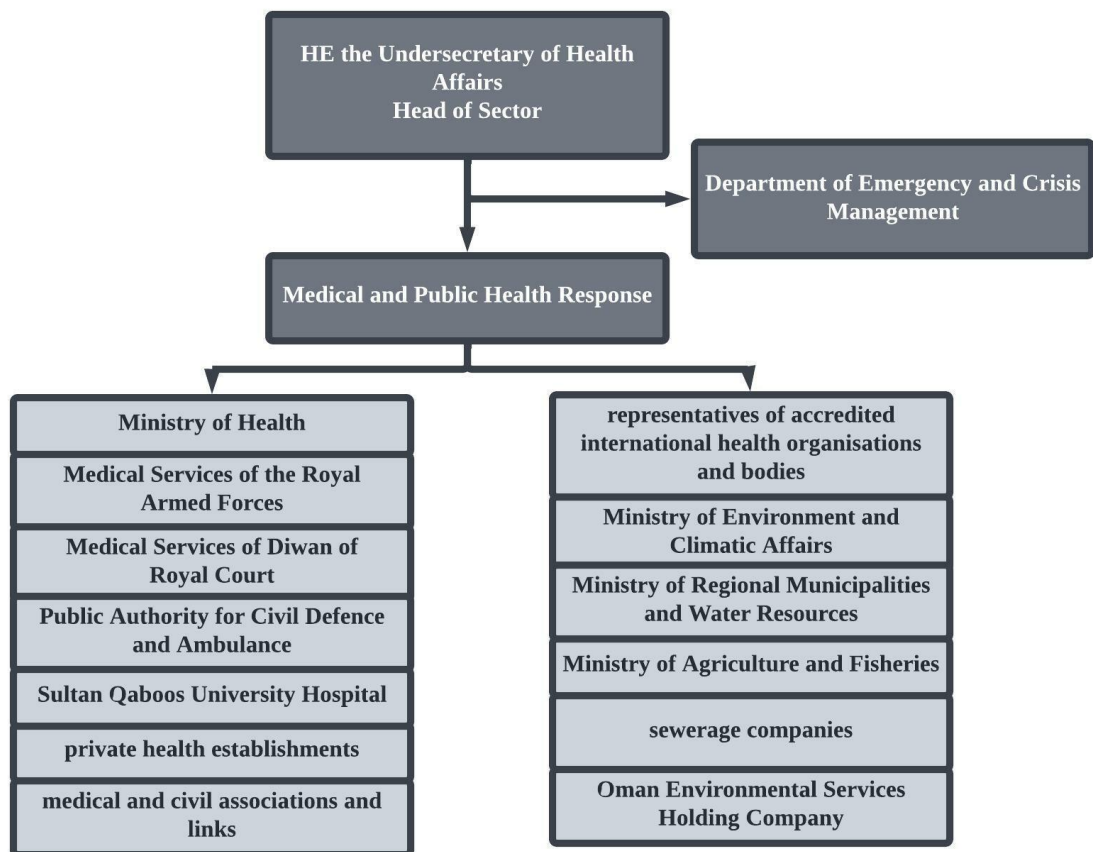 HE the Undersecretary of Health
Affairs
Head of Sector
Department of Emergency and Crisis
Management
Medical and Public Health Response
Ministry of Health
Medical Services of the Royal
Armed Forces
Medical Services of Diwan of
Royal Court
Public Authority for Civil Defence
and Ambulance
Sultan Qaboos University Hospital
private health establishments
medical and civil associations and
links
representatives of accredited
international health organisations
and bodies
Ministry of Environment and
Climatic Affairs
Ministry of Regional Municipalities
and Water Resources
Ministry of Agriculture and Fisheries
sewerage companies
Oman Environmental Services
Holding Company